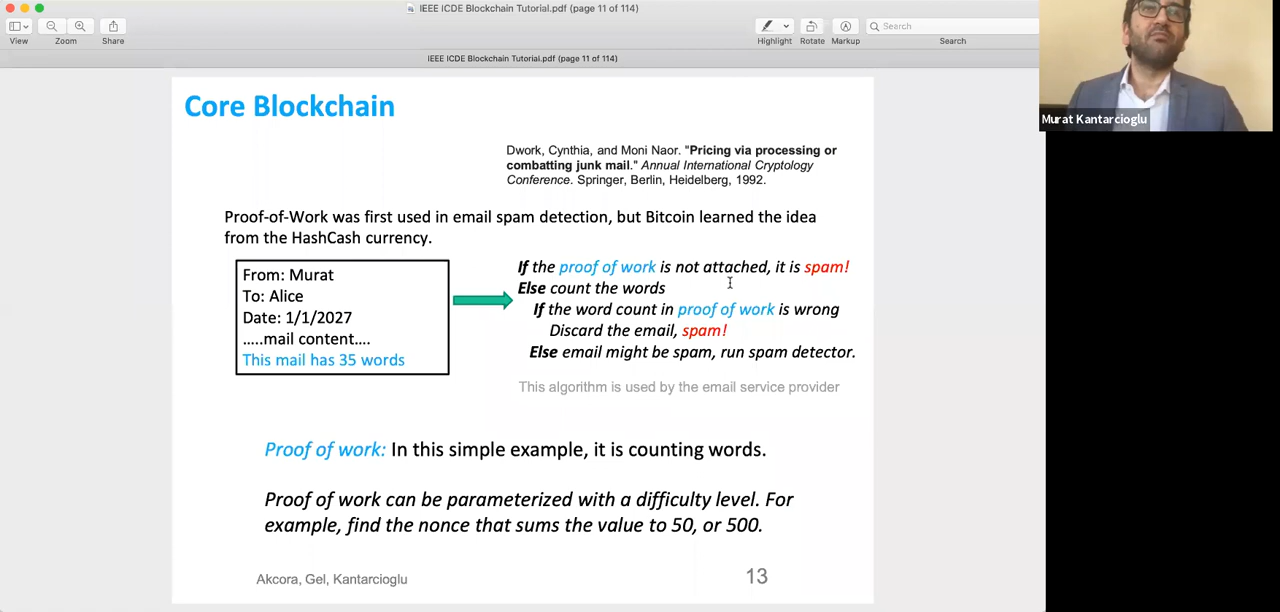 IEEE ICDE Blockchain Tutorial.pdf (page 11 of 114)
View
Zoom
Share
Highlight
Rotate
Markup
Search
Search
IEEE ICDE Blockchain Tutorial.pdf (page 11 of 114)
Murat Kantarcioglu
Core Blockchain
Dwork, Cynthia, and Moni Naor. "Pricing via processing or
combatting junk mail." Annual International Cryptology
Conference. Springer, Berlin, Heidelberg, 1992.
Proof-of-Work was first used in email spam detection, but Bitcoin learned the idea
from the HashCash currency.
From: Murat
To: Alice
Date: 1/1/2027
.....mail content....
This mail has 35 words
If the proof of work is not attached, it is spam!
Else count the words
If the word count in proof of work is wrong
Discard the email, spam!
Else email might be spam, run spam detector.
This algorithm is used by the email service provider
Proof of work: In this simple example, it is counting words.
Proof of work can be parameterized with a difficulty level. For
example, find the nonce that sums the value to 50, or 500.
Akcora, Gel, Kantarcioglu
13